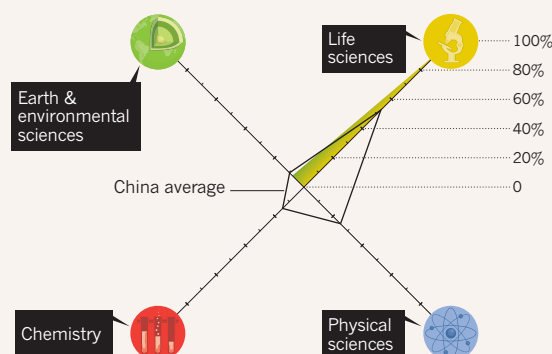 Life
sciences
100%
80%
60%
40%
20%
0
Earth &
environmental
sciences
China average
Chemistry
Physical
sciences